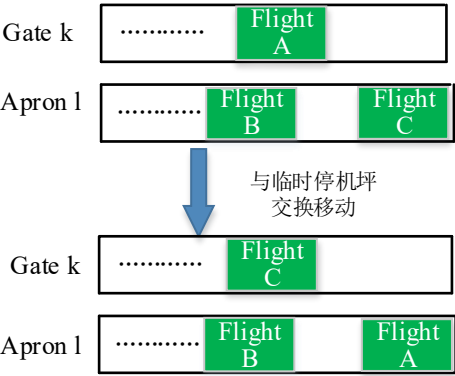 Gate k
............
Flight
A
Apron l
............
Flight
B
Flight
C
与临时停机坪
交换移动
Gate k
............
Flight
C
Apron l
............
Flight
B
Flight
A